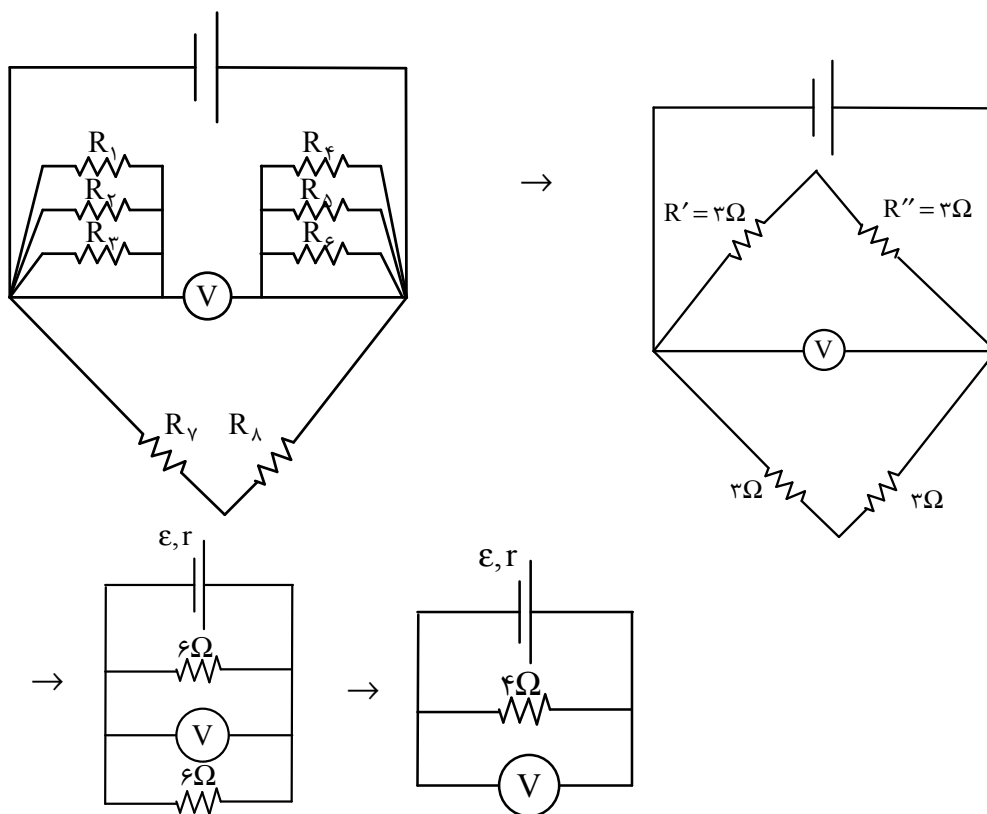 R۱
R۲
R۳
R۴
R۵
R۶
V
R۷
R۸
→
R′ = ۳Ω
R″ = ۳Ω
V
۳Ω
۳Ω
→
ε, r
۶Ω
V
۶Ω
→
ε, r
۴Ω
V